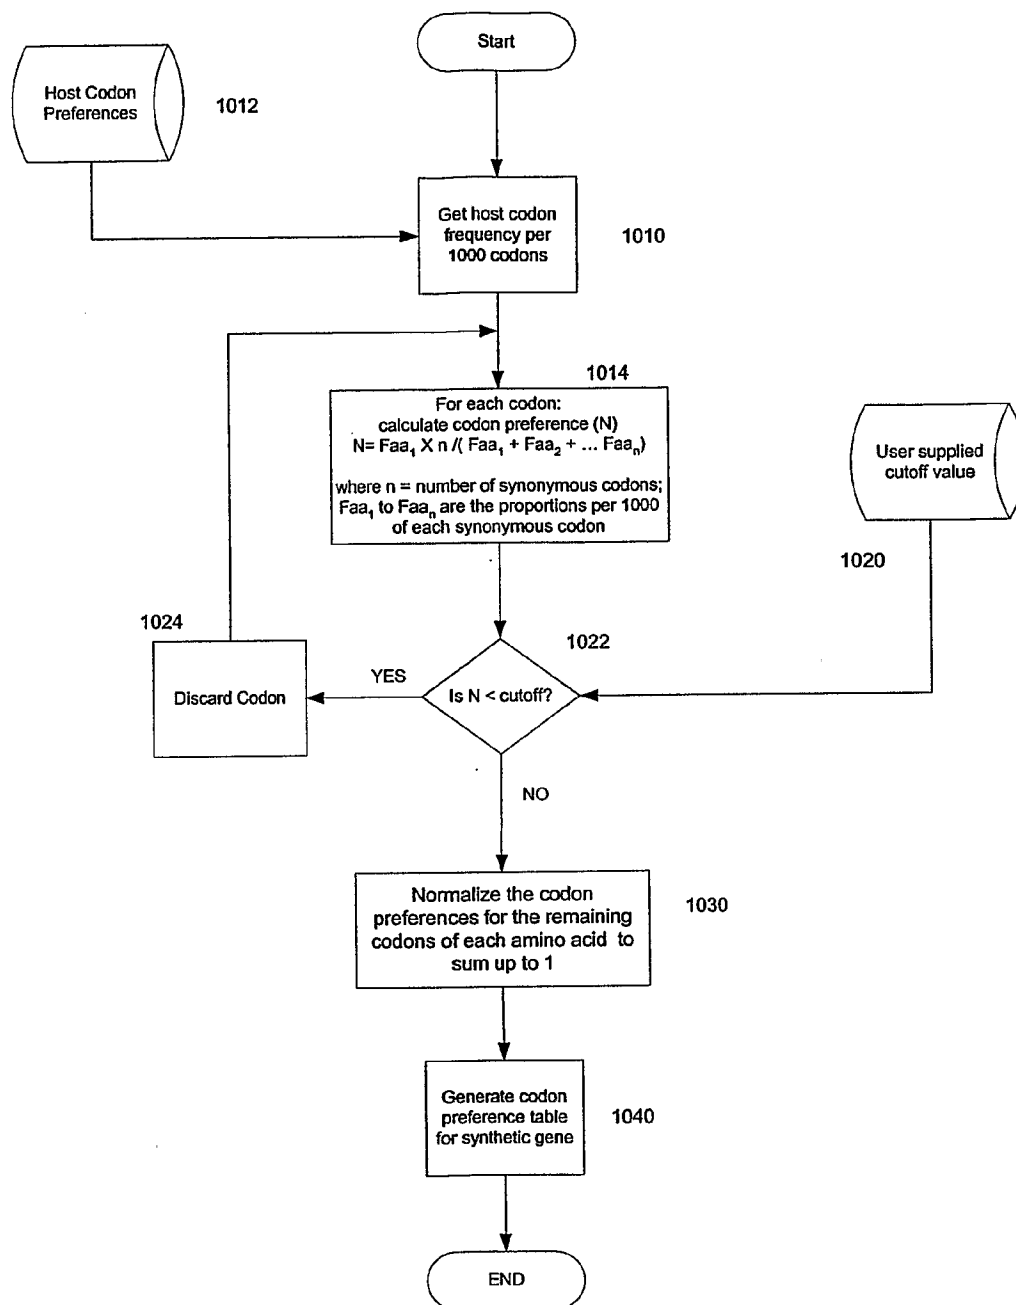 Start
Host Codon
Preferences
1012
Get host codon
frequency per
1000 codons
1010
1014
For each codon:
calculate codon preference (N)
N= Faa₁ X n /( Faa₁ + Faa₂ + ... Faaₙ)
where n = number of synonymous codons;
Faa₁ to Faaₙ are the proportions per 1000
of each synonymous codon
User supplied
cutoff value
1020
1024
Discard Codon
YES
1022
Is N < cutoff?
NO
Normalize the codon
preferences for the remaining
codons of each amino acid to
sum up to 1
1030
Generate codon
preference table
for synthetic gene
1040
END